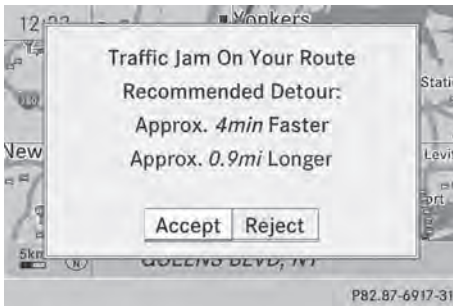 Yonkers
Traffic Jam On Your Route
Recommended Detour:
Approx. 4min Faster
Approx. 0.9mi Longer
Accept Reject
New
5km
N
QUEENS BLVD, NY
P82.87-6917-31